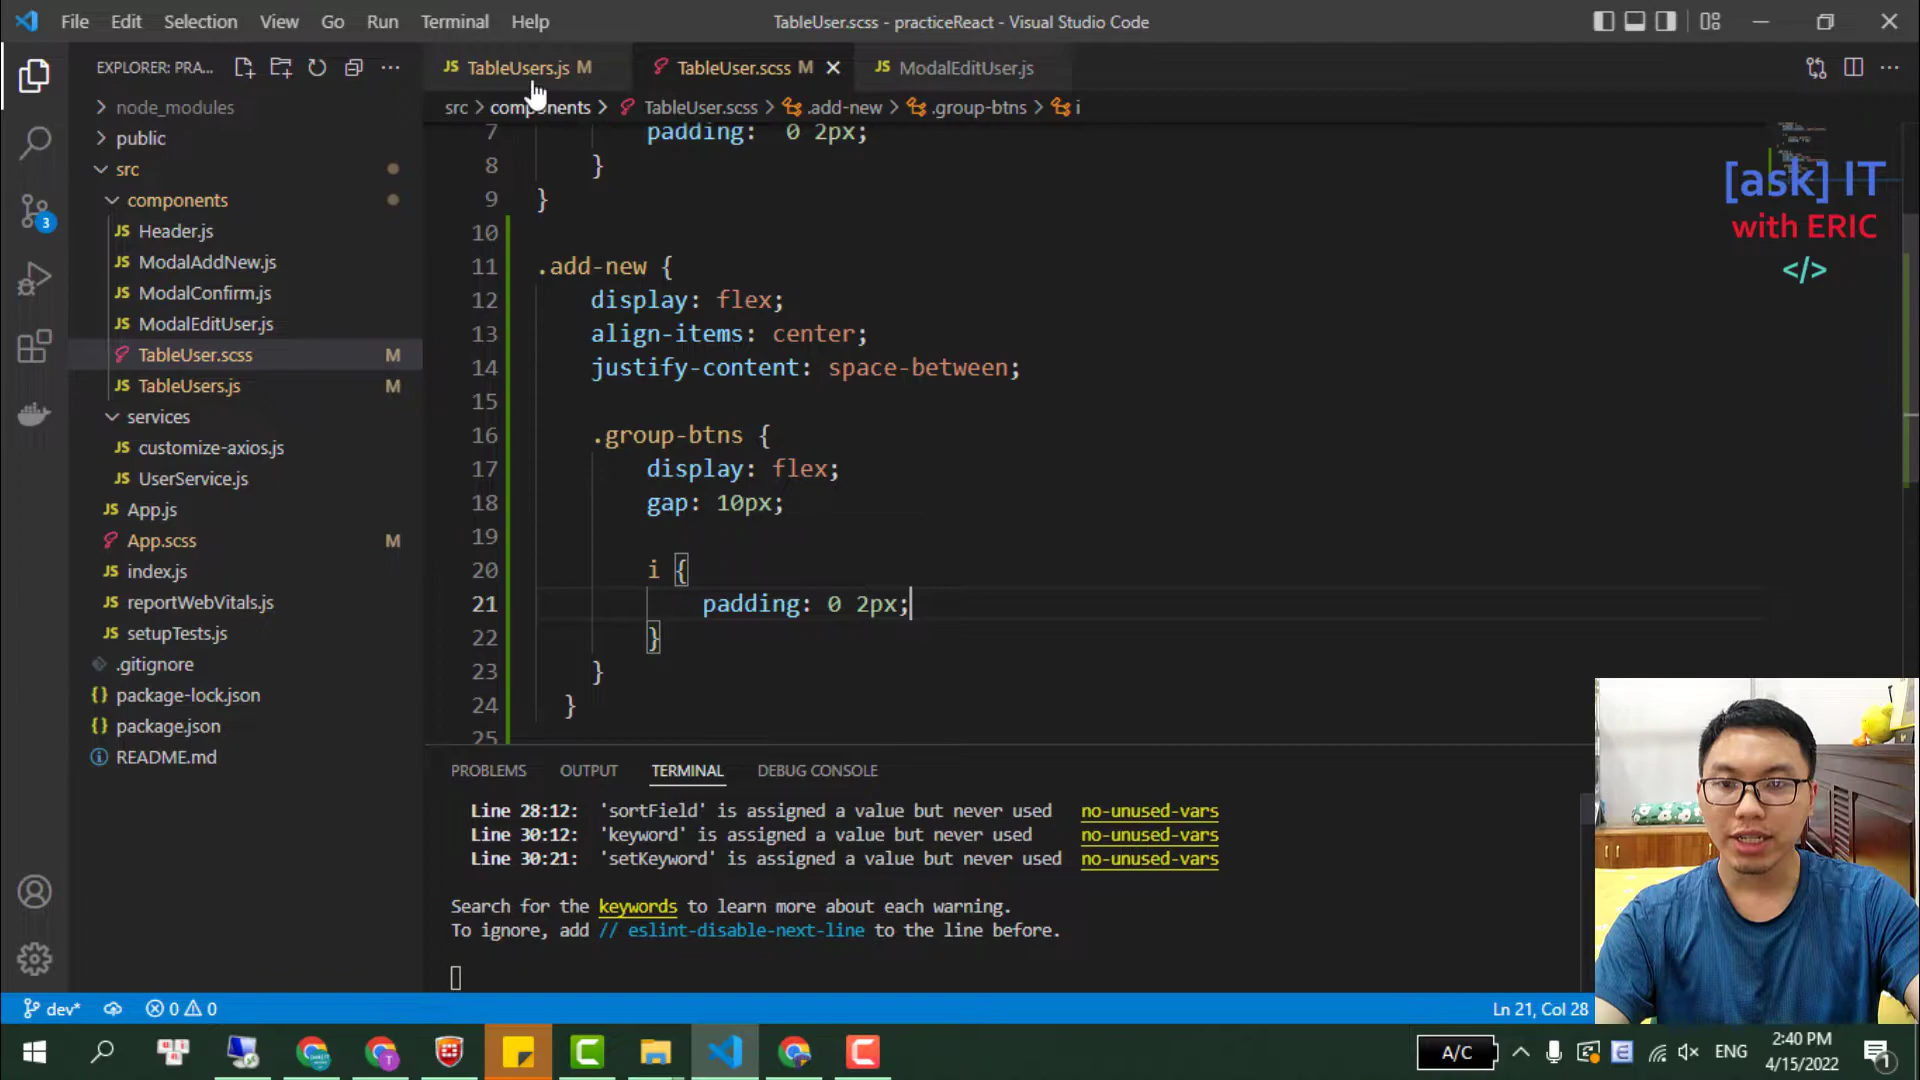 File Edit Selection View Go Run Terminal Help TableUser.scss - practiceReact - Visual Studio Code
EXPLORER: PRA...
JS TableUsers.js M TableUser.scss M JS ModalEditUser.js
src > components > TableUser.scss > .add-new > .group-btns > i
node_modules
public
src
components
JS Header.js
JS ModalAddNew.js
JS ModalConfirm.js
JS ModalEditUser.js
TableUser.scss M
JS TableUsers.js M
services
JS customize-axios.js
JS UserService.js
JS App.js
App.scss M
JS index.js
JS reportWebVitals.js
JS setupTests.js
.gitignore
{} package-lock.json
{} package.json
README.md
3
7 padding: 0 2px;
8 }
9 }
10
11 .add-new {
12 display: flex;
13 align-items: center;
14 justify-content: space-between;
15
16 .group-btns {
17 display: flex;
18 gap: 10px;
19
20 i {
21 padding: 0 2px;
22 }
23 }
24 }
25
[ask] IT
with ERIC
</>
PROBLEMS OUTPUT TERMINAL DEBUG CONSOLE
Line 28:12: 'sortField' is assigned a value but never used no-unused-vars
Line 30:12: 'keyword' is assigned a value but never used no-unused-vars
Line 30:21: 'setKeyword' is assigned a value but never used no-unused-vars
Search for the keywords to learn more about each warning.
To ignore, add // eslint-disable-next-line to the line before.
dev* 0 0 Ln 21, Col 28
A/C ENG 2:40 PM
4/15/2022
1